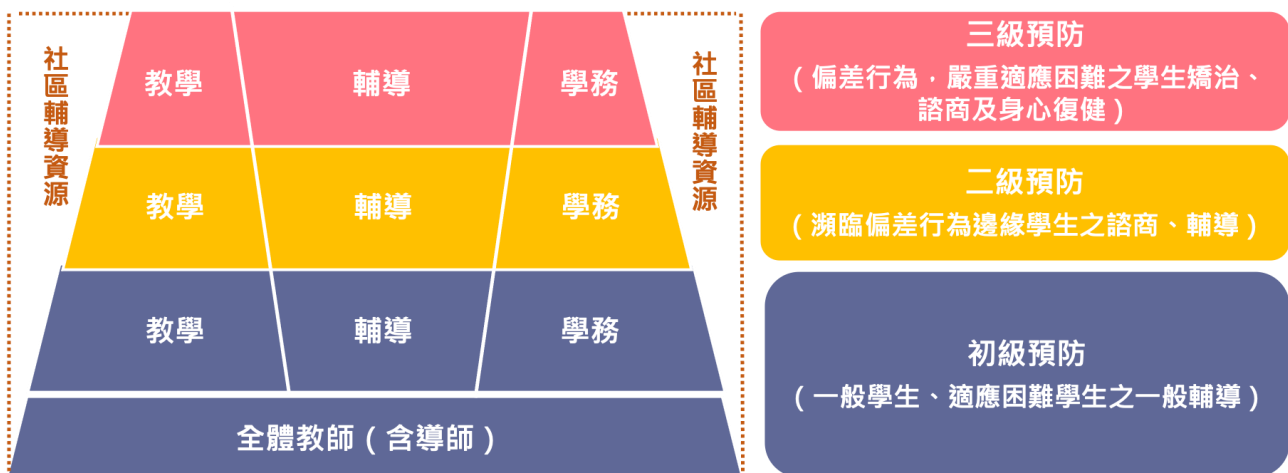 社區輔導資源
教學 輔導 學務
教學 輔導 學務
教學 輔導 學務
全體教師（含導師）
社區輔導資源
三級預防
（偏差行為，嚴重適應困難之學生矯治、
諮商及身心復健）
二級預防
（瀕臨偏差行為邊緣學生之諮商、輔導）
初級預防
（一般學生、適應困難學生之一般輔導）